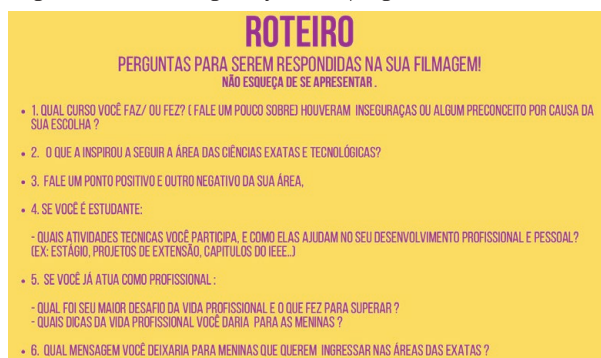 ROTEIRO
PERGUNTAS PARA SEREM RESPONDIDAS NA SUA FILMAGEM!
NÃO ESQUEÇA DE SE APRESENTAR .
• 1. QUAL CURSO VOCÊ FAZ/ OU FEZ? ( FALE UM POUCO SOBRE) HOUVERAM INSEGURAÇAS OU ALGUM PRECONCEITO POR CAUSA DA
SUA ESCOLHA ?
• 2. O QUE A INSPIROU A SEGUIR A ÁREA DAS CIÊNCIAS EXATAS E TECNOLÓGICAS?
• 3. FALE UM PONTO POSITIVO E OUTRO NEGATIVO DA SUA ÁREA,
• 4. SE VOCÊ É ESTUDANTE:
- QUAIS ATIVIDADES TECNICAS VOCÊ PARTICIPA, E COMO ELAS AJUDAM NO SEU DESENVOLVIMENTO PROFISSIONAL E PESSOAL?
(EX: ESTÁGIO, PROJETOS DE EXTENSÃO, CAPITULOS DO IEEE..)
• 5. SE VOCÊ JÁ ATUA COMO PROFISSIONAL :
- QUAL FOI SEU MAIOR DESAFIO DA VIDA PROFISSIONAL E O QUE FEZ PARA SUPERAR ?
- QUAIS DICAS DA VIDA PROFISSIONAL VOCÊ DARIA PARA AS MENINAS ?
• 6. QUAL MENSAGEM VOCÊ DEIXARIA PARA MENINAS QUE QUEREM INGRESSAR NAS ÁREAS DAS EXATAS ?